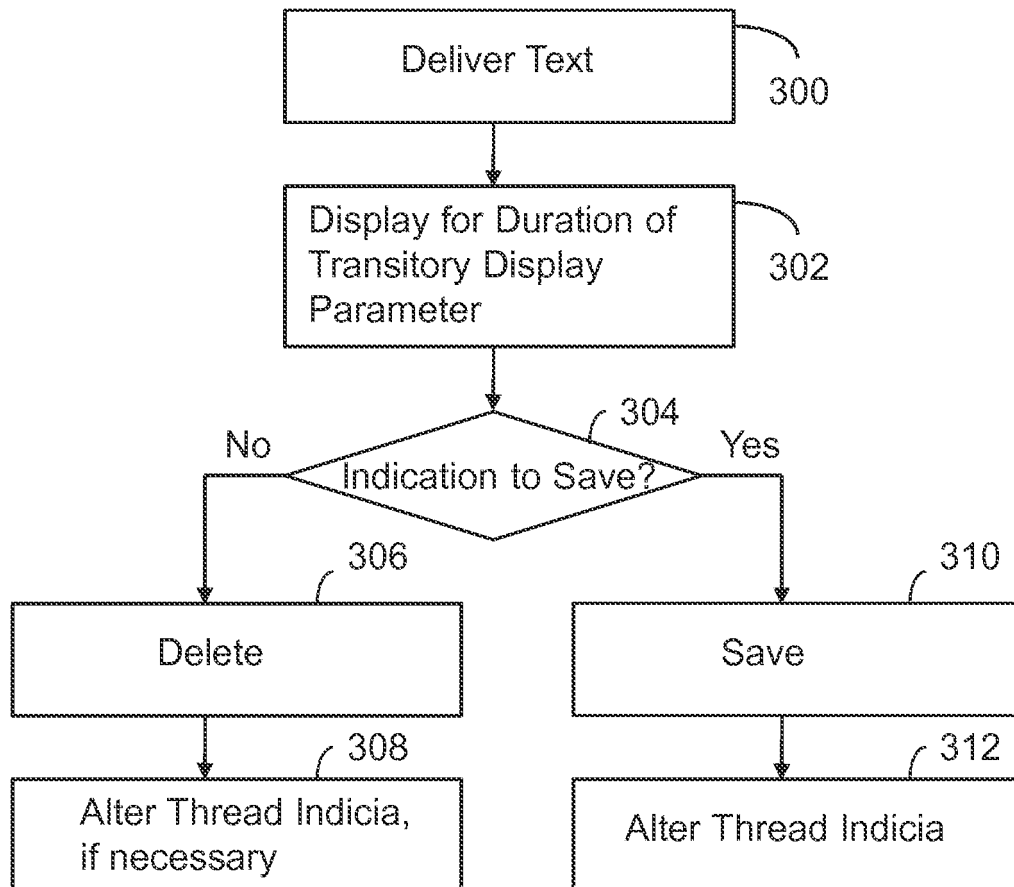 Deliver Text
300
Display for Duration of
Transitory Display
Parameter
302
304
No
Yes
Indication to Save?
306
310
Delete
Save
308
312
Alter Thread Indicia,
if necessary
Alter Thread Indicia